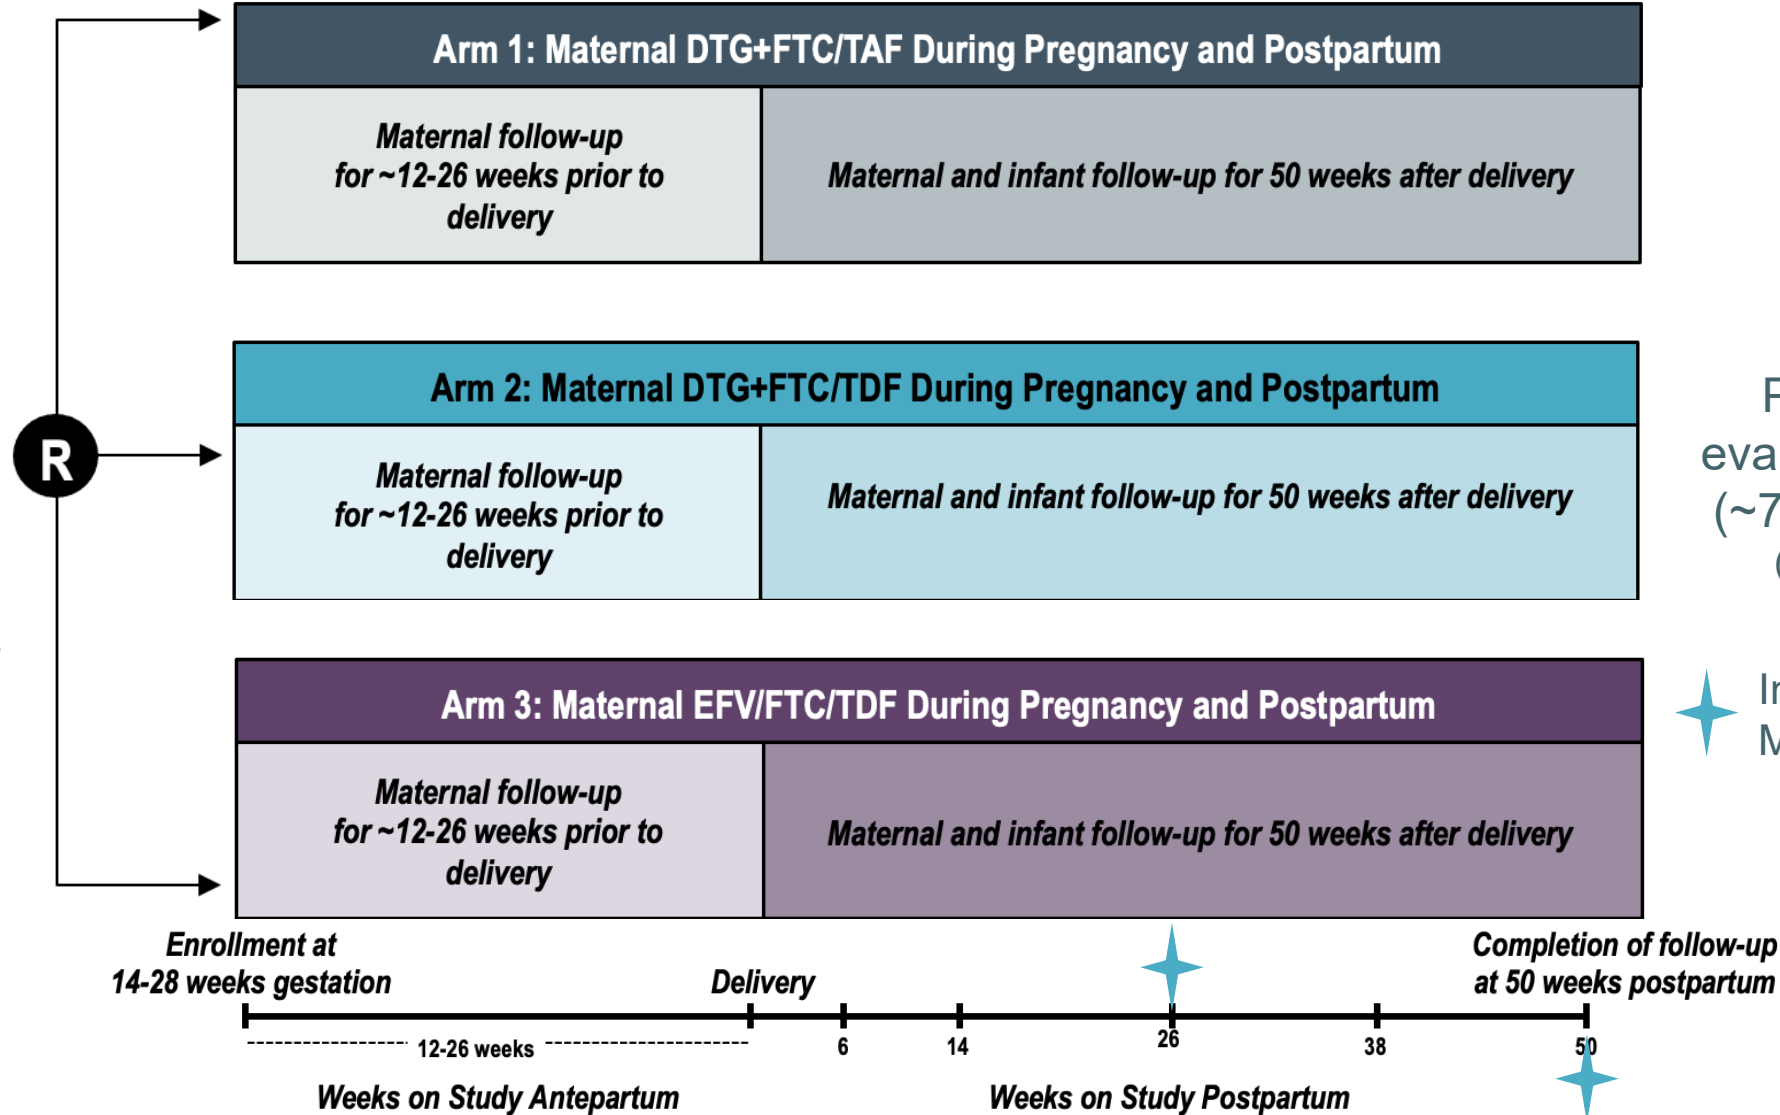 Arm 1: Maternal DTG+FTC/TAF During Pregnancy and Postpartum
Maternal follow-up
for ~12-26 weeks prior to
delivery
Maternal and infant follow-up for 50 weeks after delivery
R
Arm 2: Maternal DTG+FTC/TDF During Pregnancy and Postpartum
Maternal follow-up
for ~12-26 weeks prior to
delivery
Maternal and infant follow-up for 50 weeks after delivery
Arm 3: Maternal EFV/FTC/TDF During Pregnancy and Postpartum
Maternal follow-up
for ~12-26 weeks prior to
delivery
Maternal and infant follow-up for 50 weeks after delivery
Enrollment at
14-28 weeks gestation
Delivery
Completion of follow-up
at 50 weeks postpartum
12-26 weeks
6 14 26 38 50
Weeks on Study Antepartum
Weeks on Study Postpartum